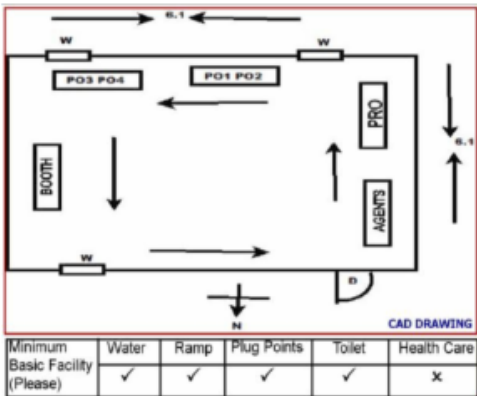 6.1
W
W
PO3 PO4
PO1 PO2
PRO
6.1
BOOTH
AGENTS
W
D
N
CAD DRAWING
Minimum Basic Facility (Please)
Water
Ramp
Plug Points
Toilet
Health Care
✓
✓
✓
✓
x